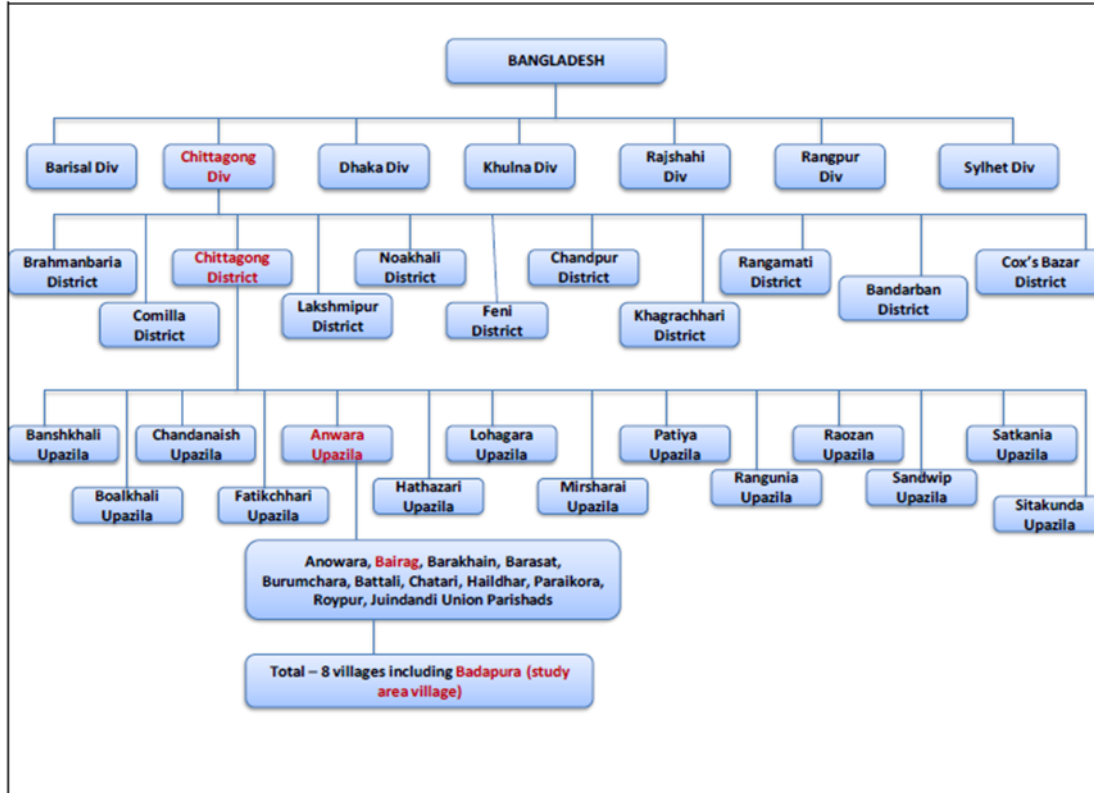 BANGLADESH
Barisal Div
Chittagong
Div
Dhaka Div
Khulna Div
Rajshahi
Div
Rangpur
Div
Sylhet Div
Brahmanbaria
District
Comilla
District
Chittagong
District
Lakshmipur
District
Noakhali
District
Feni
District
Chandpur
District
Khagrachhari
District
Rangamati
District
Bandarban
District
Cox's Bazar
District
Banshkhali
Upazila
Boalkhali
Upazila
Chandanaish
Upazila
Fatikchhari
Upazila
Anwara
Upazila
Hathazari
Upazila
Lohagara
Upazila
Mirsharai
Upazila
Patiya
Upazila
Rangunia
Upazila
Raozan
Upazila
Sandwip
Upazila
Satkania
Upazila
Sitakunda
Upazila
Anowara, Bairag, Barakhain, Barasat,
Burumchara, Battali, Chatari, Haildhar, Paraikora,
Roypur, Juindandi Union Parishads
Total – 8 villages including Badapura (study
area village)